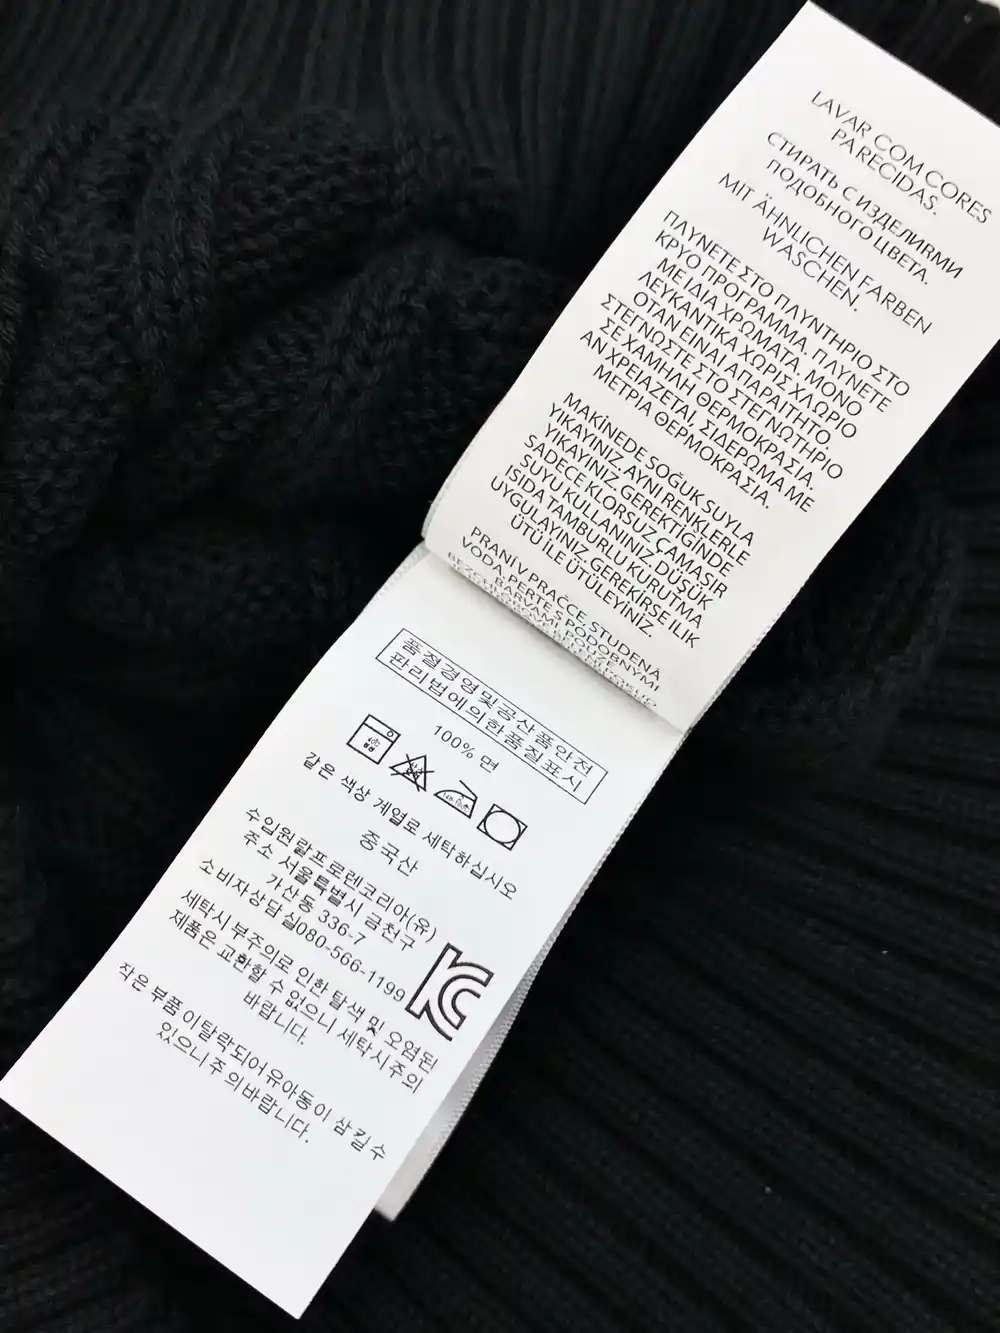 LAVAR COM CORES
PARECIDAS.
СТИРАТЬ С ИЗДЕЛИЯМИ
ПОДОБНОГО ЦВЕТА.
MIT ÄHNLICHEN FARBEN
WASCHEN.
ΠΛΥΝΕΤΕ ΣΤΟ ΠΛΥΝΤΗΡΙΟ ΣΤΟ
ΚΡΥΟ ΠΡΟΓΡΑΜΜΑ. ΠΛΥΝΕΤΕ
ΜΕ ΙΔΙΑ ΧΡΩΜΑΤΑ. ΜΟΝΟ
ΛΕΥΚΑΝΤΙΚΑ ΧΩΡΙΣ ΧΛΩΡΙΟ
ΟΤΑΝ ΕΙΝΑΙ ΑΠΑΡΑΙΤΗΤΟ.
ΣΤΕΓΝΩΣΤΕ ΣΤΟ ΣΤΕΓΝΩΤΗΡΙΟ
ΣΕ ΧΑΜΗΛΗ ΘΕΡΜΟΚΡΑΣΙΑ.
ΑΝ ΧΡΕΙΑΖΕΤΑΙ, ΣΙΔΕΡΩΜΑ ΜΕ
ΜΕΤΡΙΑ ΘΕΡΜΟΚΡΑΣΙΑ.
MAKİNEDE SOĞUK SUYLA
YIKAYINIZ AYNI RENKLERLE
YIKAYINIZ. GEREKTIĞINDE
SADECE KLORSUZ ÇAMAŞIR
SUYU KULLANINIZ. DÜŞÜK
ISIDA TAMBURLU KURUTMA
UYGULAYINIZ. GEREKIRSE ILIK
ÜTÜ İLE ÜTÜLEYİNİZ.
PRANI V PRAČCE, STUDENÁ
VODA. PERTE S
BARVAMI PODOBNÝMI
품질경영및공산품안전
판리법에의한품질표시
100% 면
같은 색상 계열로 세탁하십시오
중국산
수입원랄프로렌코리아(유)
주소 서울특별시 금천구
가산동 336-7
소비자상담실080-566-1199
세탁시 부주의로 인한 탈색 및 오염된
제품은 교환할 수 없으니 세탁시주의
바랍니다.
작은 부품이탈락되어유아동이 삼킬수
있으니주의바랍니다.